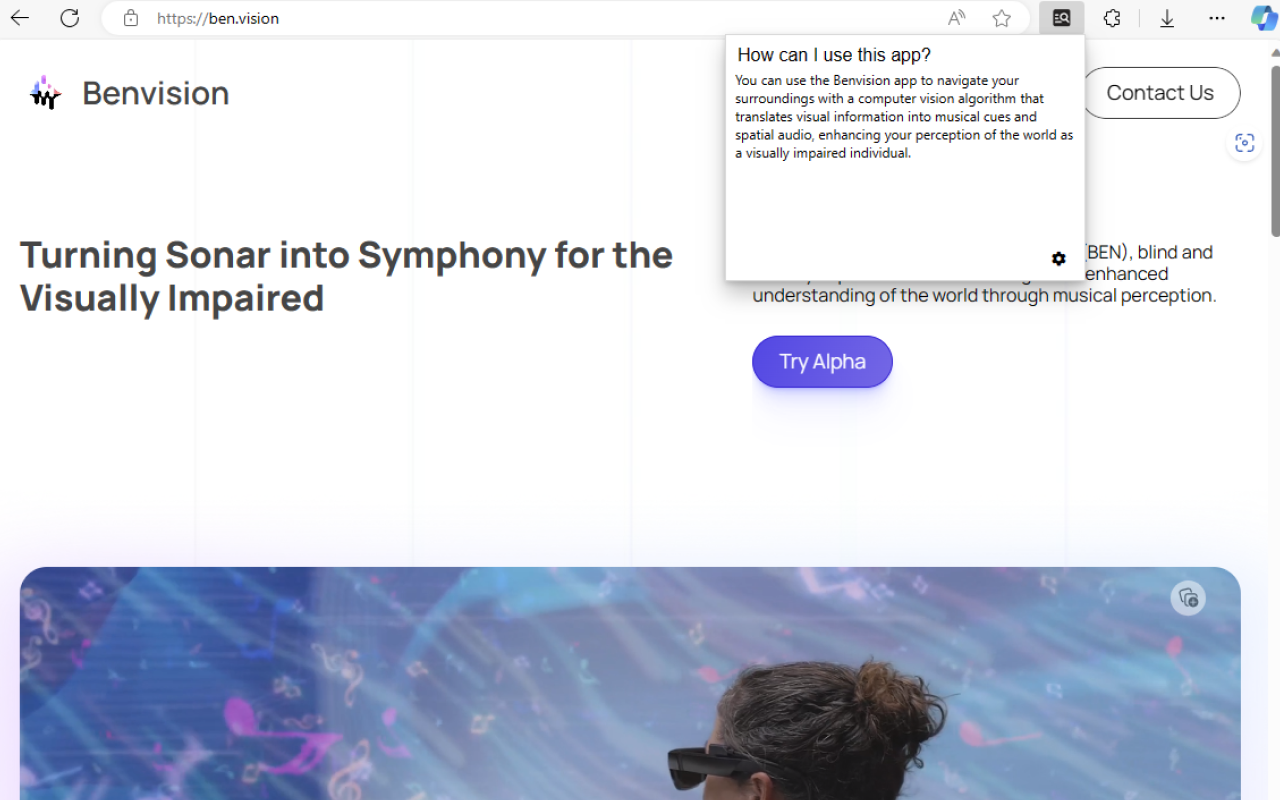 https://ben.vision
How can I use this app?
You can use the Benvision app to navigate your
surroundings with a computer vision algorithm that
translates visual information into musical cues and
spatial audio, enhancing your perception of the world as
a visually impaired individual.
Benvision
Contact Us
Turning Sonar into Symphony for the
Visually Impaired
(BEN), blind and
enhanced
understanding of the world through musical perception.
Try Alpha